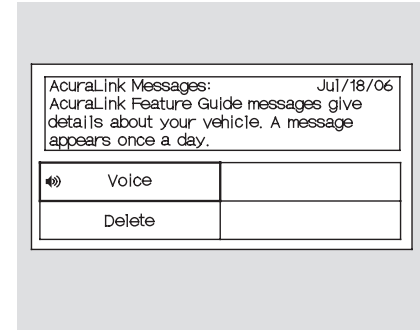 AcuraLink Messages: Jul/18/06
AcuraLink Feature Guide messages give
details about your vehicle. A message
appears once a day.
Voice
Delete